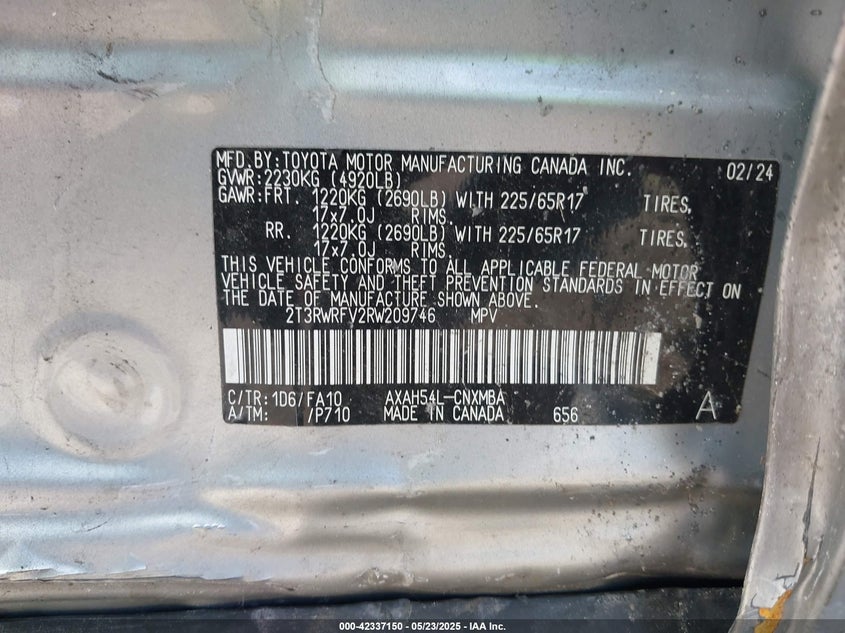 MFD. BY: TOYOTA MOTOR MANUFACTURING CANADA INC. 02/24
GVWR: 2230KG (4920LB)
GAWR: FRT. 1220KG (2690LB) WITH 225/65R17 TIRES,
17x7.0J RIMS.
RR. 1220KG (2690LB) WITH 225/65R17 TIRES,
17x7.0J RIMS.
THIS VEHICLE CONFORMS TO ALL APPLICABLE FEDERAL MOTOR
VEHICLE SAFETY AND THEFT PREVENTION STANDARDS IN EFFECT ON
THE DATE OF MANUFACTURE SHOWN ABOVE.
2T3RWRFV2RW209746 MPV
C/TR: 1D6/FA10 AXAH54L-CNXMBA
A/TM: /P710 MADE IN CANADA 656 A
000-42337150 - 05/23/2025 - IAA Inc.